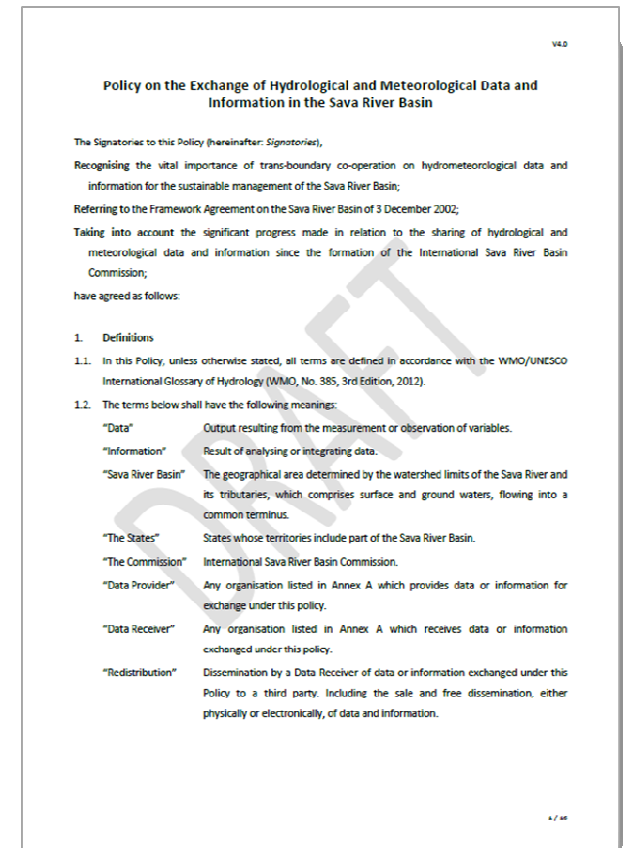 V4.0
Policy on the Exchange of Hydrological and Meteorological Data and
Information in the Sava River Basin
The Signatories to this Policy (hereinafter: Signatories),
Recognising the vital importance of trans-boundary co-operation on hydrometeorological data and
information for the sustainable management of the Sava River Basin;
Referring to the Framework Agreement on the Sava River Basin of 3 December 2002;
Taking into account the significant progress made in relation to the sharing of hydrological and
meteorological data and information since the formation of the International Sava River Basin
Commission;
have agreed as follows:
1. Definitions
1.1. In this Policy, unless otherwise stated, all terms are defined in accordance with the WMO/UNESCO
International Glossary of Hydrology (WMO, No. 385, 3rd Edition, 2012).
1.2. The terms below shall have the following meanings:
"Data" Output resulting from the measurement or observation of variables.
"Information" Result of analysing or integrating data.
"Sava River Basin" The geographical area determined by the watershed limits of the Sava River and
its tributaries, which comprises surface and ground waters, flowing into a
common terminus.
"The States" States whose territories include part of the Sava River Basin.
"The Commission" International Sava River Basin Commission.
"Data Provider" Any organisation listed in Annex A which provides data or information for
exchange under this policy.
"Data Receiver" Any organisation listed in Annex A which receives data or information
exchanged under this policy.
"Redistribution" Dissemination by a Data Receiver of data or information exchanged under this
Policy to a third party. Including the sale and free dissemination, either
physically or electronically, of data and information.
DRAFT